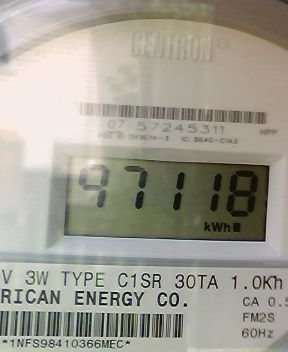 CENTRON
07 57245311
HPP
97118
kWh
V 3W TYPE C1SR 30TA 1.0Kh
RICAN ENERGY CO.
CA 0.5
FM2S
60Hz
*1NFS98410366MEC*